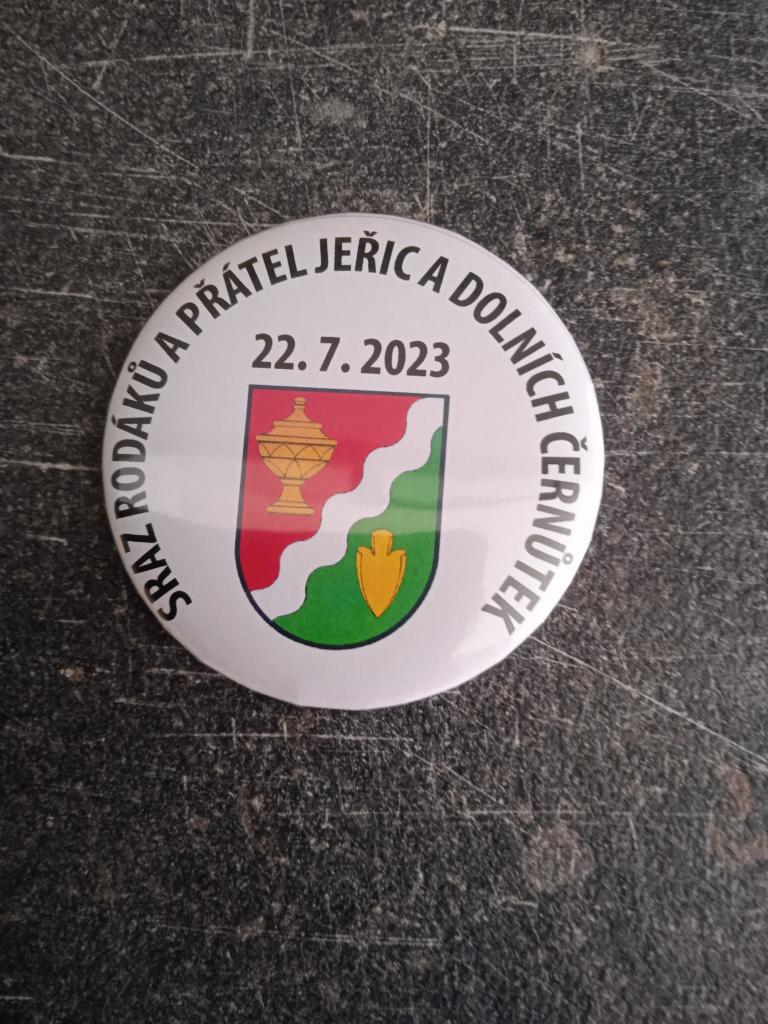 SRAZ RODÁKŮ A PŘÁTEL JEŘIC A DOLNÍCH ČERNŮTEK
22. 7. 2023